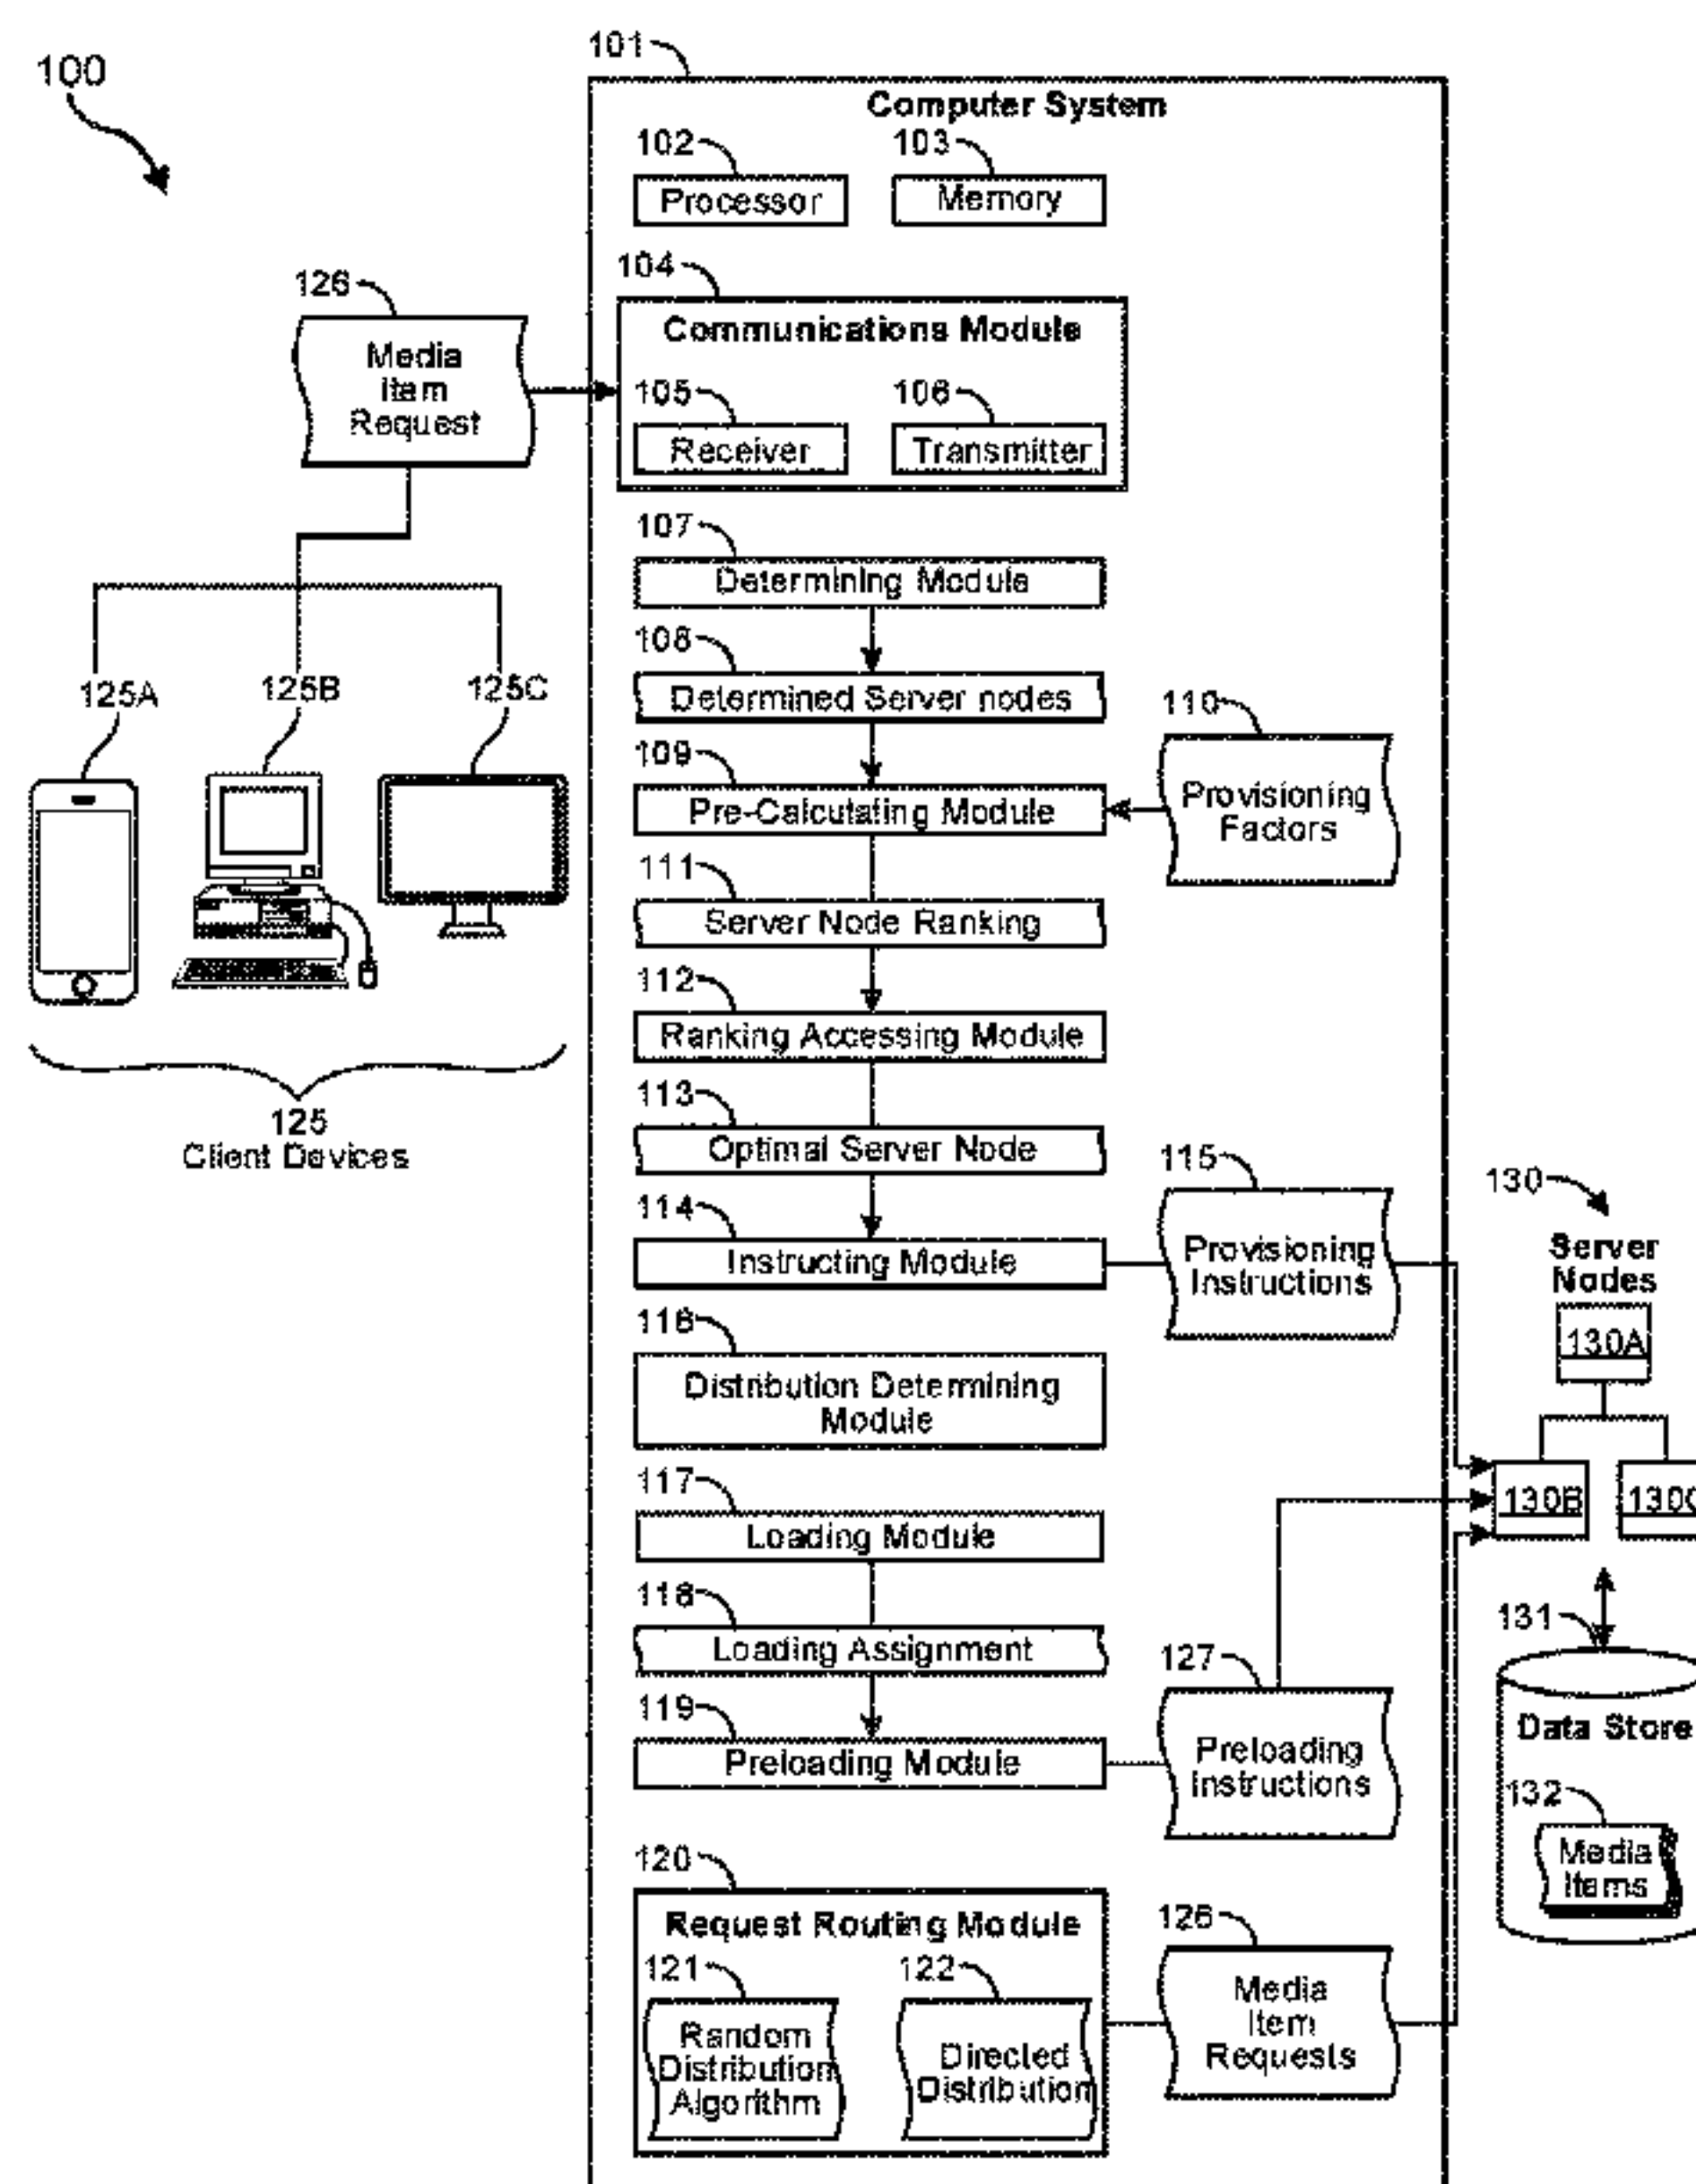 100
101
Computer System
102
103
Processor
Memory
104
126
Communications Module
Media
Item
Request
105
106
Receiver
Transmitter
107
Determining Module
108
Determined Server nodes
125A
125B
125C
110
Provisioning
Factors
109
Pre-Calculating Module
111
Server Node Ranking
112
Ranking Accessing Module
125
Client Devices
113
Optimal Server Node
114
Instructing Module
115
Provisioning
Instructions
130
Server
Nodes
130A
130B
116
Distribution Determining
Module
117
Loading Module
118
Loading Assignment
119
Preloading Module
127
Preloading
Instructions
131
Data Store
132
Media
Items
120
Request Routing Module
121
122
Random
Distribution
Algorithm
Directed
Distribution
126
Media
Item
Requests